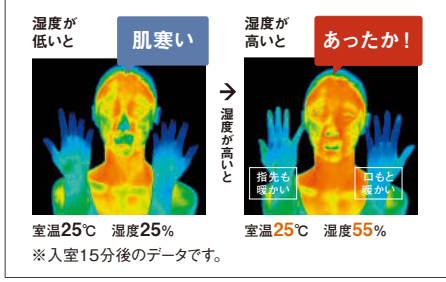 湿度が
低いと
肌寒い
湿度が高いと
湿度が
高いと
あったか！
指先も
暖かい
口もと
暖かい
室温25℃ 湿度25%
室温25℃ 湿度55%
※入室15分後のデータです。